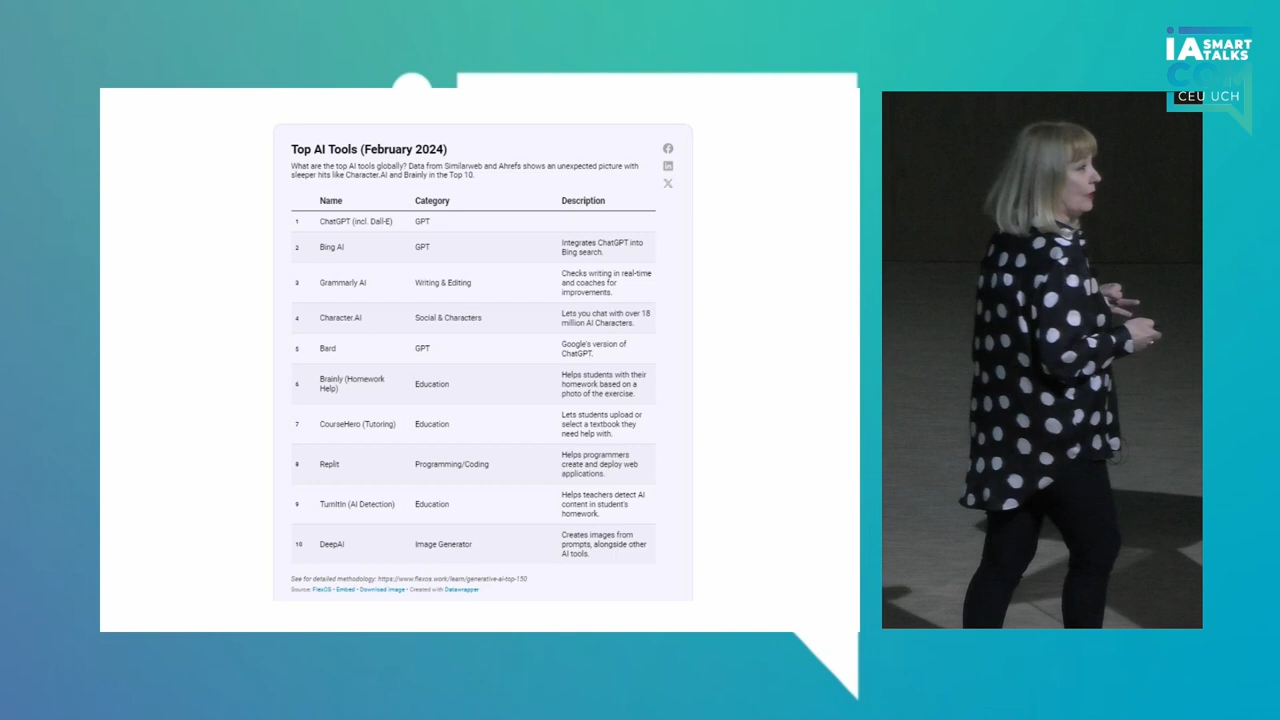 iA SMART
TALKS
COM
CEU UCH
Top AI Tools (February 2024)
What are the top AI tools globally? Data from Similarweb and Ahrefs shows an unexpected picture with
sleeper hits like Character.AI and Brainly in the Top 10.
Name Category Description
1 ChatGPT (incl. Dall-E) GPT
2 Bing AI GPT Integrates ChatGPT into
Bing search.
3 Grammarly AI Writing & Editing Checks writing in real-time
and coaches for
improvements.
4 Character.AI Social & Characters Lets you chat with over 18
million AI Characters.
5 Bard GPT Google's version of
ChatGPT.
6 Brainly (Homework
Help) Education Helps students with their
homework based on a
photo of the exercise.
7 CourseHero (Tutoring) Education Lets students upload or
select a textbook they
need help with.
8 Replit Programming/Coding Helps programmers
create and deploy web
applications.
9 TurnItIn (AI Detection) Education Helps teachers detect AI
content in student's
homework.
10 DeepAI Image Generator Creates images from
prompts, alongside other
AI tools.
See for detailed methodology: https://www.flexos.work/learn/generative-ai-top-150
Source: FlexOS • Embed • Download image • Created with Datawrapper